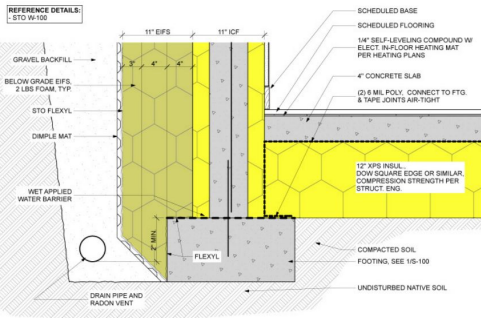 REFERENCE DETAILS:
- STO W-100
11" EIFS
11" ICF
3"
4"
4"
GRAVEL BACKFILL
BELOW GRADE EIFS,
2 LBS FOAM, TYP.
STO FLEXYL
DIMPLE MAT
WET APPLIED
WATER BARRIER
2" MIN
FLEXYL
DRAIN PIPE AND
RADON VENT
SCHEDULED BASE
SCHEDULED FLOORING
1/4" SELF-LEVELING COMPOUND W/
ELECT. IN-FLOOR HEATING MAT
PER HEATING PLANS
4" CONCRETE SLAB
(2) 6 MIL POLY, CONNECT TO FTG.
& TAPE JOINTS AIR-TIGHT
12" XPS INSUL.,
DOW SQUARE EDGE OR SIMILAR,
COMPRESSION STRENGTH PER
STRUCT. ENG.
COMPACTED SOIL
FOOTING, SEE 1/S-100
UNDISTURBED NATIVE SOIL